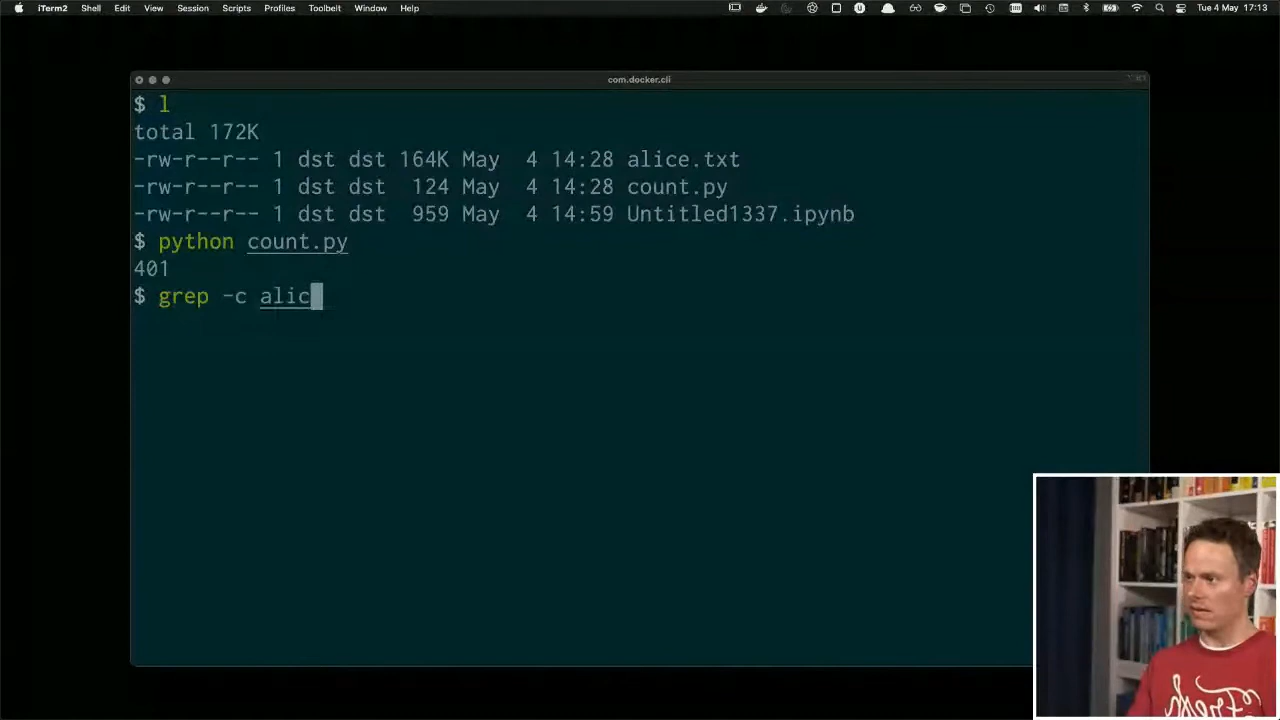 iTerm2 Shell Edit View Session Scripts Profiles Toolbelt Window Help Tue 4 May 17:13
com.docker.cli
$ l
total 172K
-rw-r--r-- 1 dst dst 164K May  4 14:28 alice.txt
-rw-r--r-- 1 dst dst  124 May  4 14:28 count.py
-rw-r--r-- 1 dst dst  959 May  4 14:59 Untitled1337.ipynb
$ python count.py
401
$ grep -c alic
Fresh